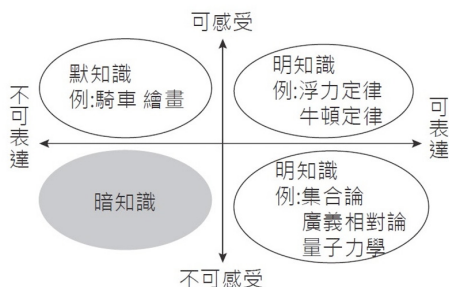 可感受
默知識
例:騎車 繪畫
明知識
例:浮力定律
牛頓定律
不可表達
可表達
暗知識
明知識
例:集合論
廣義相對論
量子力學
不可感受